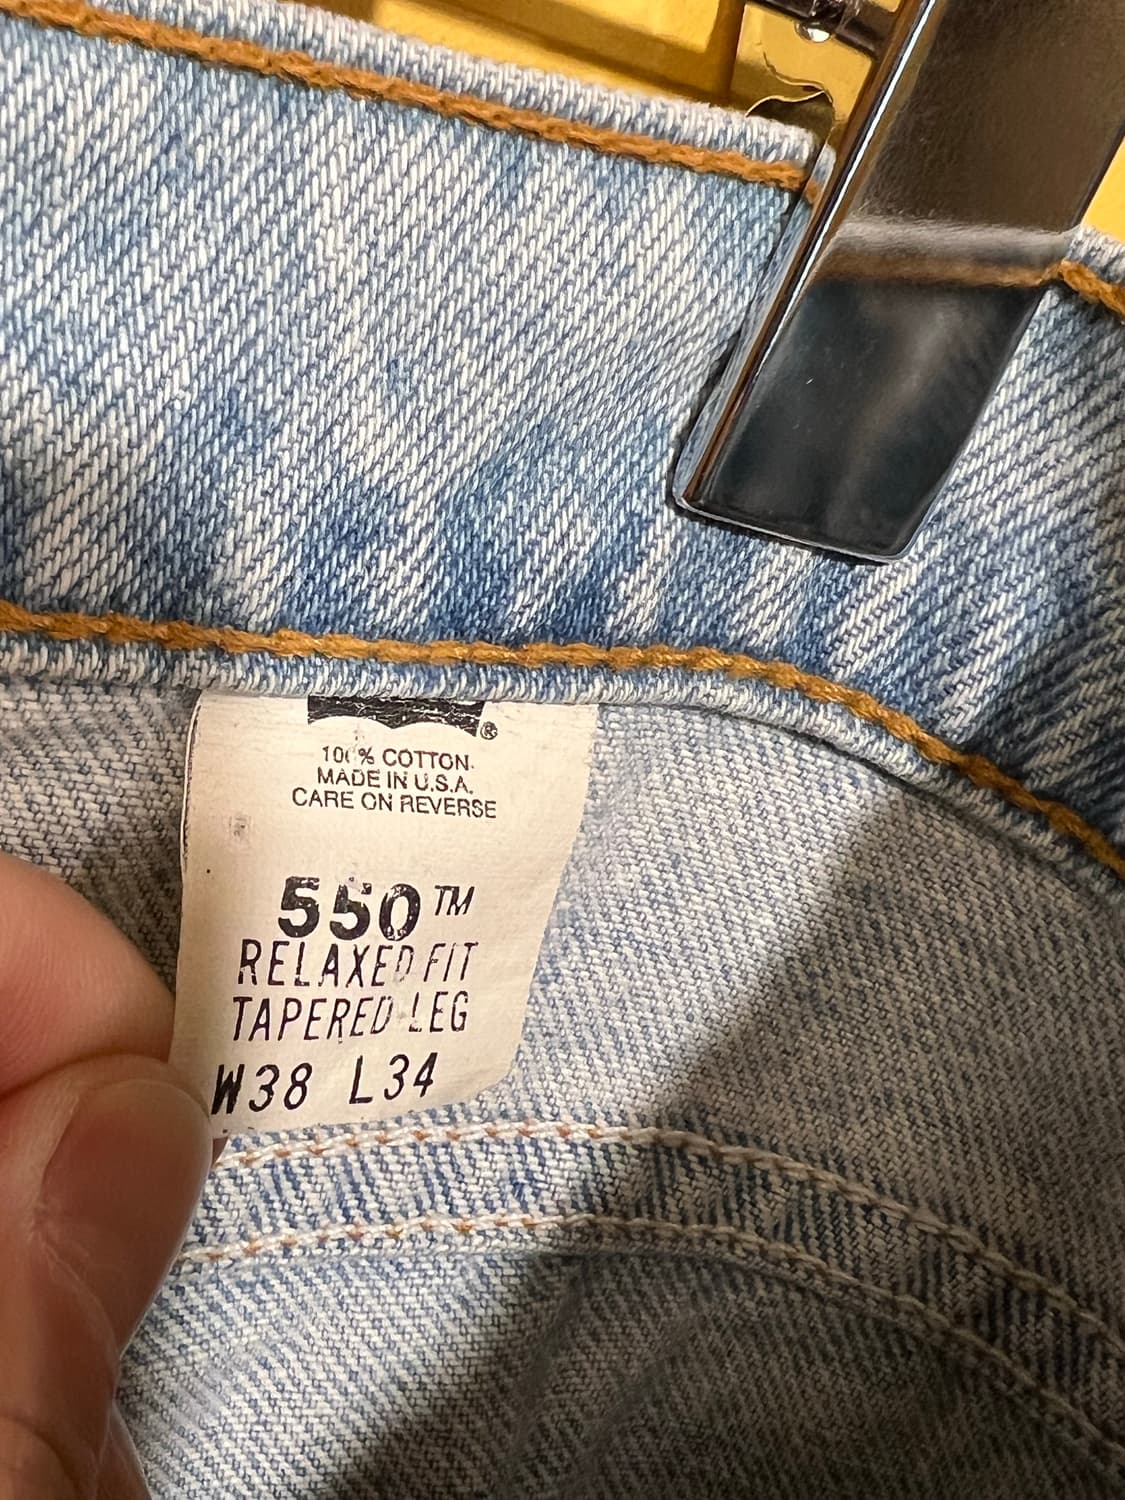 ®
100% COTTON
MADE IN U.S.A.
CARE ON REVERSE
550™
RELAXED FIT
TAPERED LEG
W38 L34